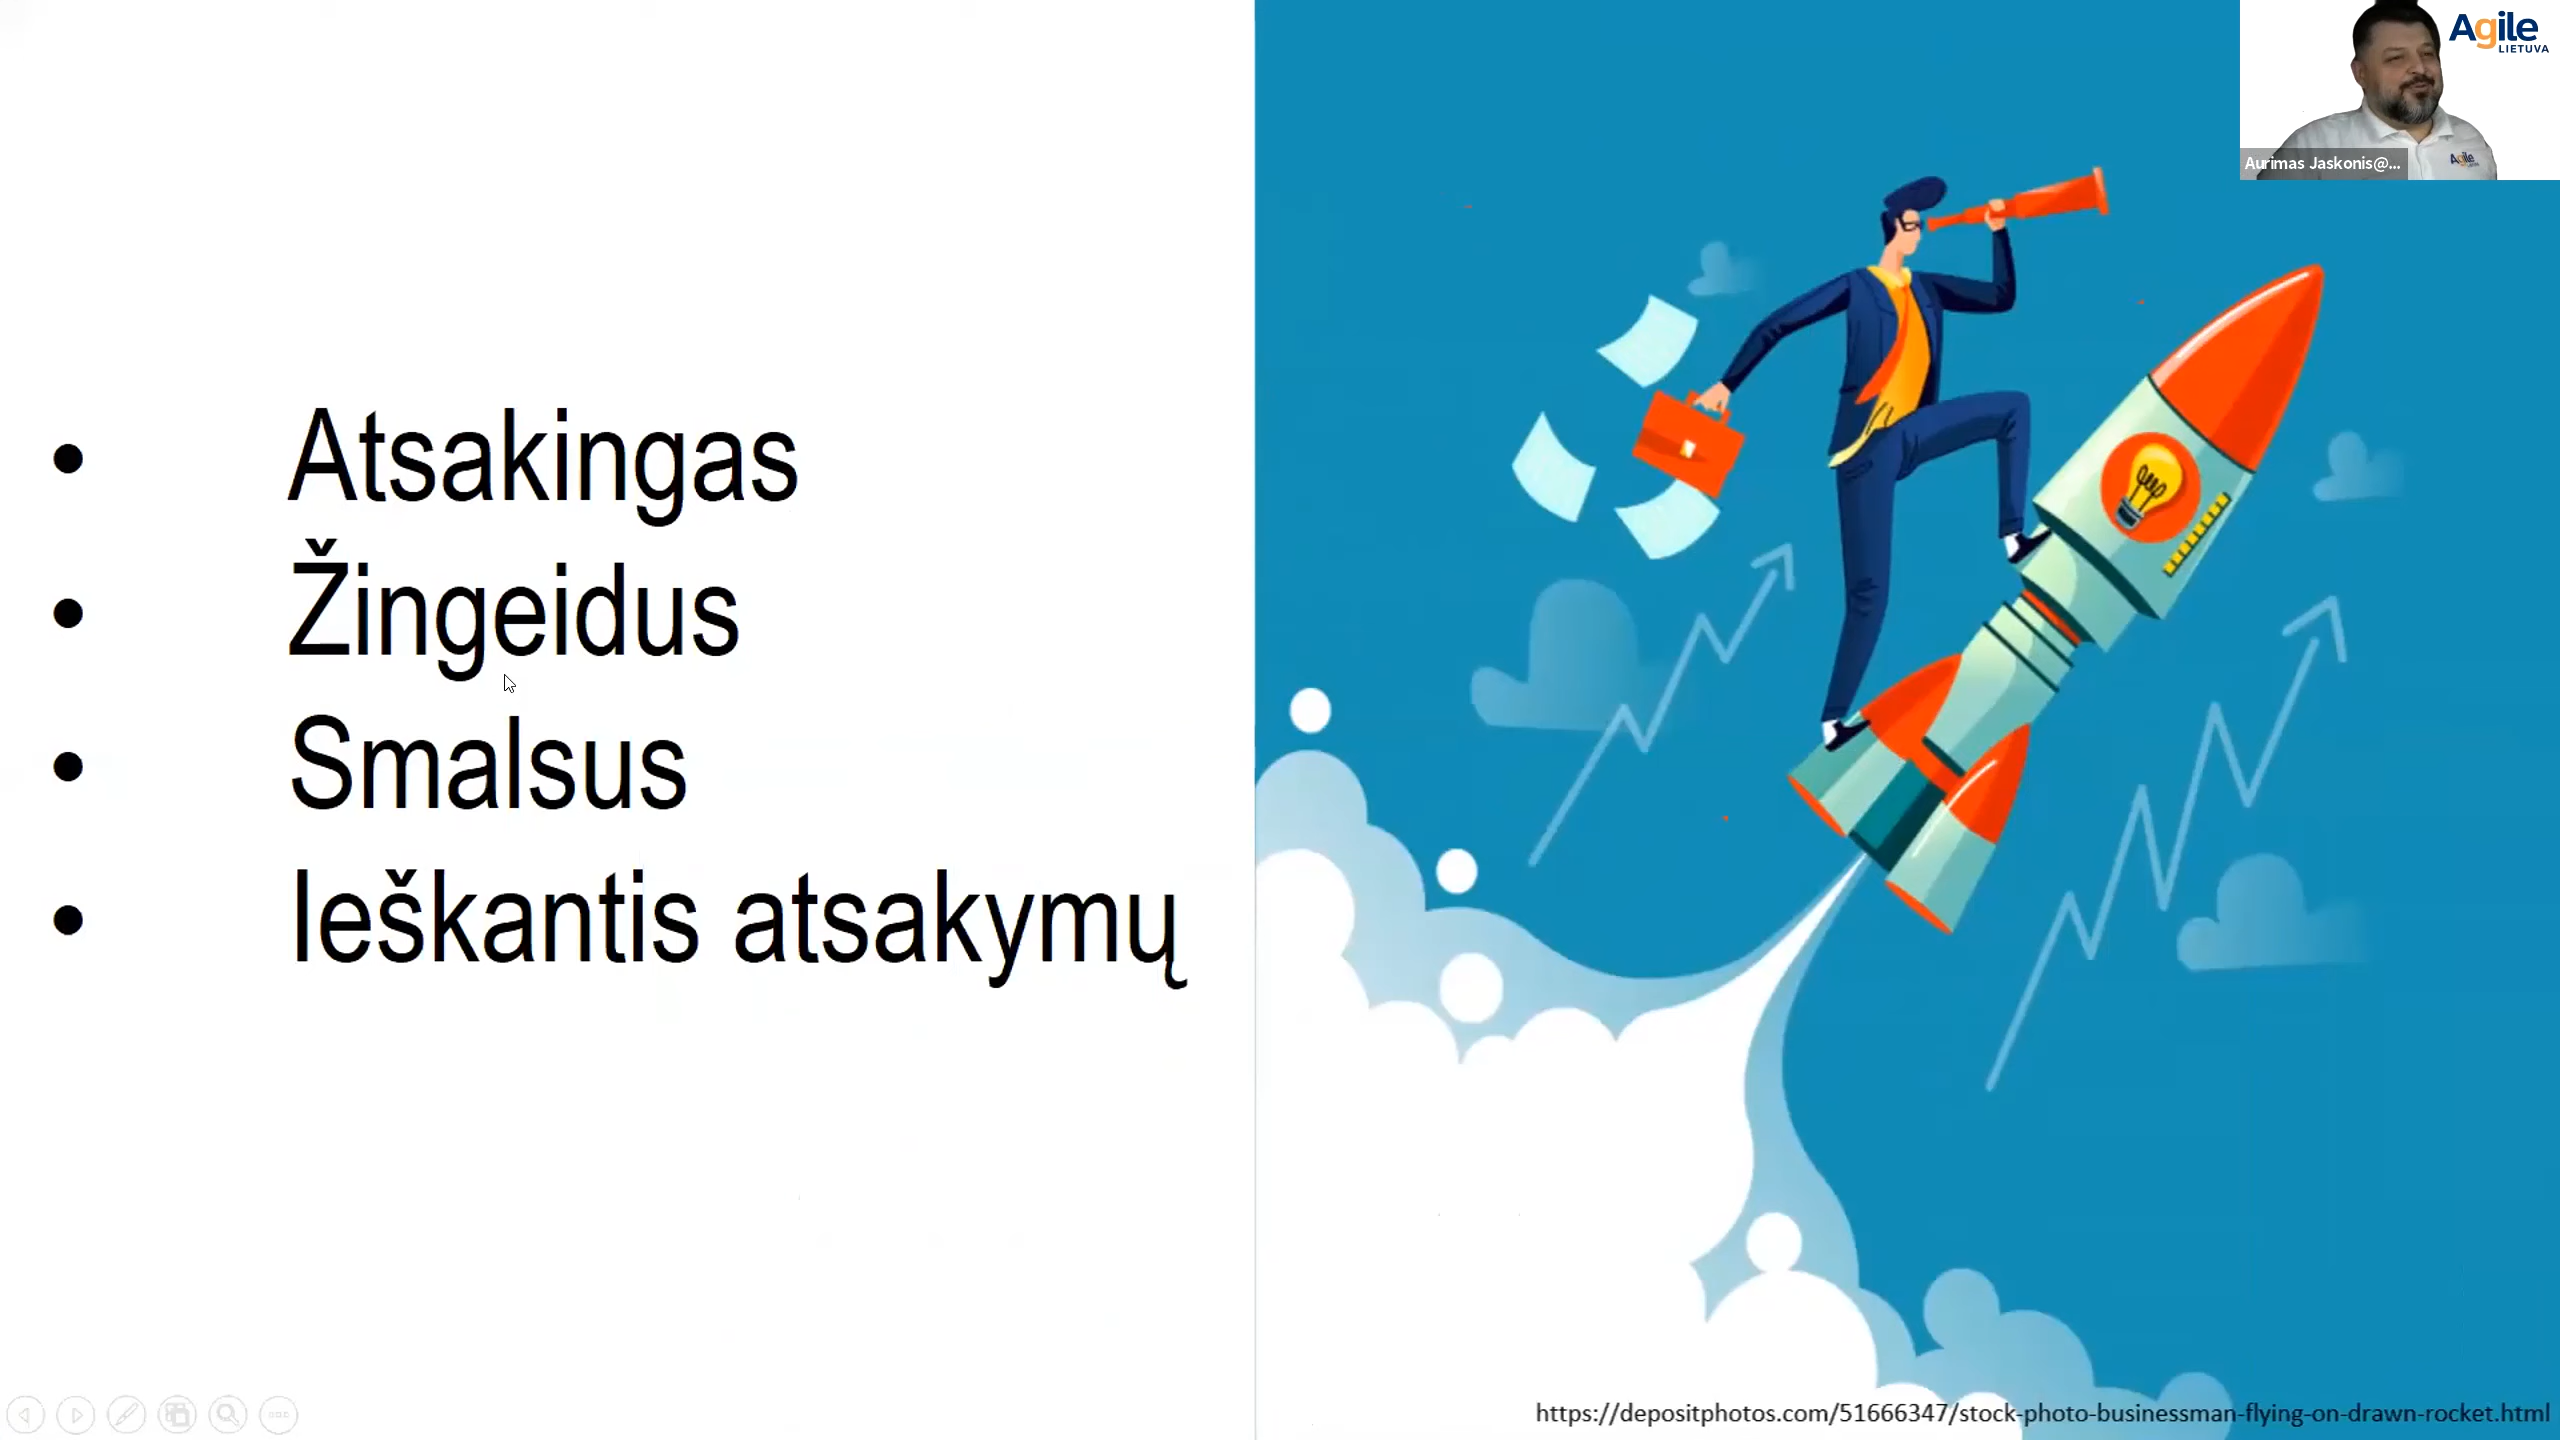 Agile
LIETUVA
Aurimas Jaskonis@...
• Atsakingas
• Žingeidus
• Smalsus
• Ieškantis atsakymų
https://depositphotos.com/51666347/stock-photo-businessman-flying-on-drawn-rocket.html